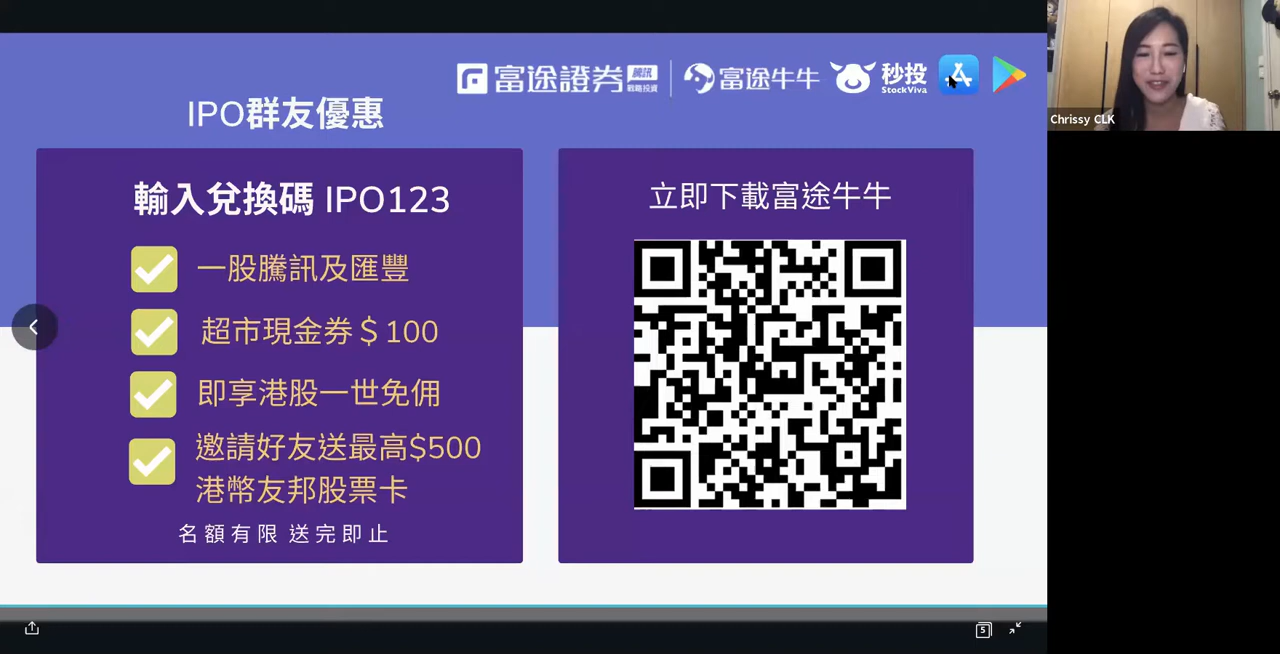 富途證券
騰訊
戰略投資
富途牛牛
秒投
StockViva
IPO群友優惠
輸入兌換碼 IPO123
一股騰訊及匯豐
超市現金券＄100
即享港股一世免佣
邀請好友送最高$500
港幣友邦股票卡
名額有限 送完即止
立即下載富途牛牛
Chrissy CLK
5